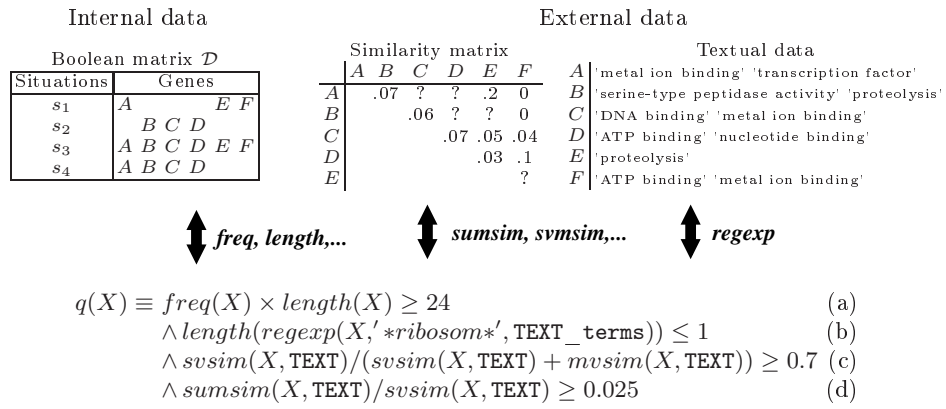 Internal data
External data
Boolean matrix D
Situations Genes
s1 A E F
s2 B C D
s3 A B C D E F
s4 A B C D
Similarity matrix
A B C D E F
A .07 ? ? .2 0
B .06 ? ? 0
C .07 .05 .04
D .03 .1
E ?
Textual data
A 'metal ion binding' 'transcription factor'
B 'serine-type peptidase activity' 'proteolysis'
C 'DNA binding' 'metal ion binding'
D 'ATP binding' 'nucleotide binding'
E 'proteolysis'
F 'ATP binding' 'metal ion binding'
freq, length,...
sumsim, svmsim,...
regexp
q(X) ≡ freq(X) × length(X) ≥ 24 (a)
∧ length(regexp(X,' *ribosom*', TEXT_terms)) ≤ 1 (b)
∧ svsim(X, TEXT)/(svsim(X, TEXT) + mvsim(X, TEXT)) ≥ 0.7 (c)
∧ sumsim(X, TEXT)/svsim(X, TEXT) ≥ 0.025 (d)